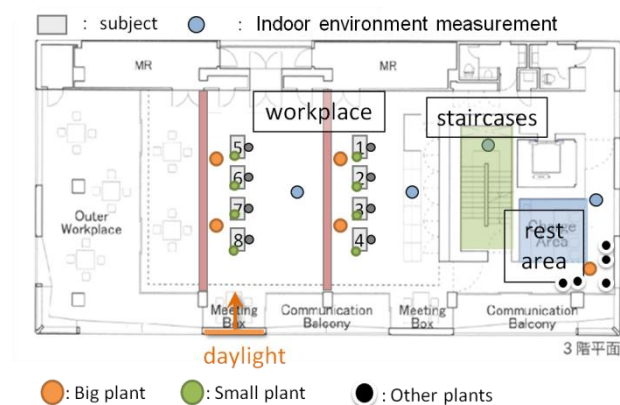 : subject : Indoor environment measurement
MR
MR
workplace
staircases
5
1
6
2
7
3
8
4
Outer
Workplace
rest
area
Area
Meeting
Box
Communication
Balcony
Meeting
Box
Communication
Balcony
daylight
3階平面
: Big plant : Small plant : Other plants